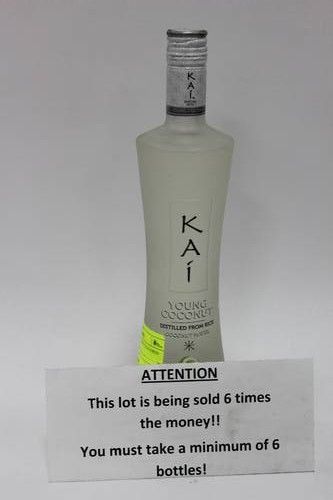 KAí
KAí
YOUNG
COCONUT
DISTILLED FROM RICE
ATTENTION
This lot is being sold 6 times
the money!!
You must take a minimum of 6
bottles!